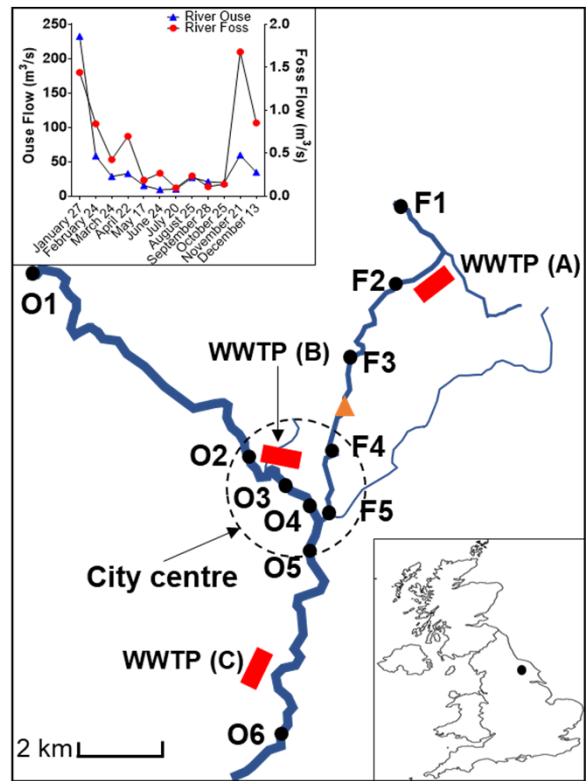 River Ouse
River Foss
Ouse Flow (m³/s)
250
200
150
100
50
0
Foss Flow (m³/s)
2.0
1.5
1.0
0.5
0.0
January 27
February 24
March 24
April 22
May 17
June 24
July 20
August 25
September 28
October 25
November 21
December 13
F1
WWTP (A)
F2
O1
F3
WWTP (B)
O2
F4
O3
O4
F5
O5
City centre
WWTP (C)
O6
2 km